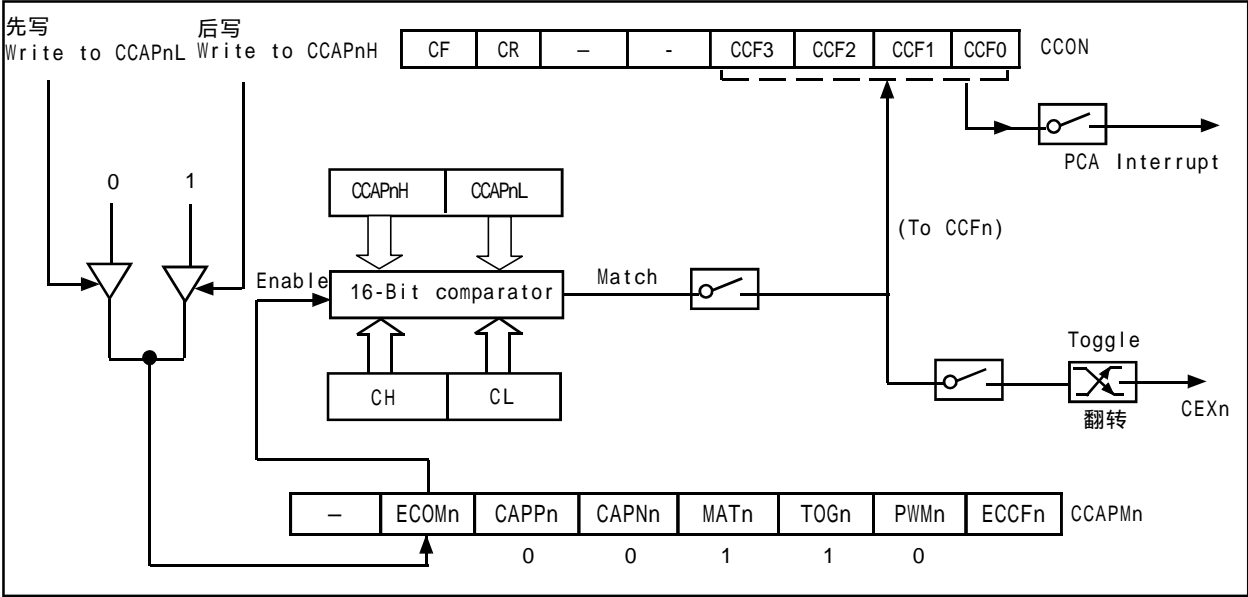 先写 后写
Write to CCAPnL Write to CCAPnH CF CR – - CCF3 CCF2 CCF1 CCF0 CCON
PCA Interrupt
0 1
CCAPnH CCAPnL
(To CCFn)
Enable 16-Bit comparator Match
Toggle
CH CL
翻转 CEXn
– ECOMn CAPPn CAPNn MATn TOGn PWMn ECCFn CCAPMn
0 0 1 1 0